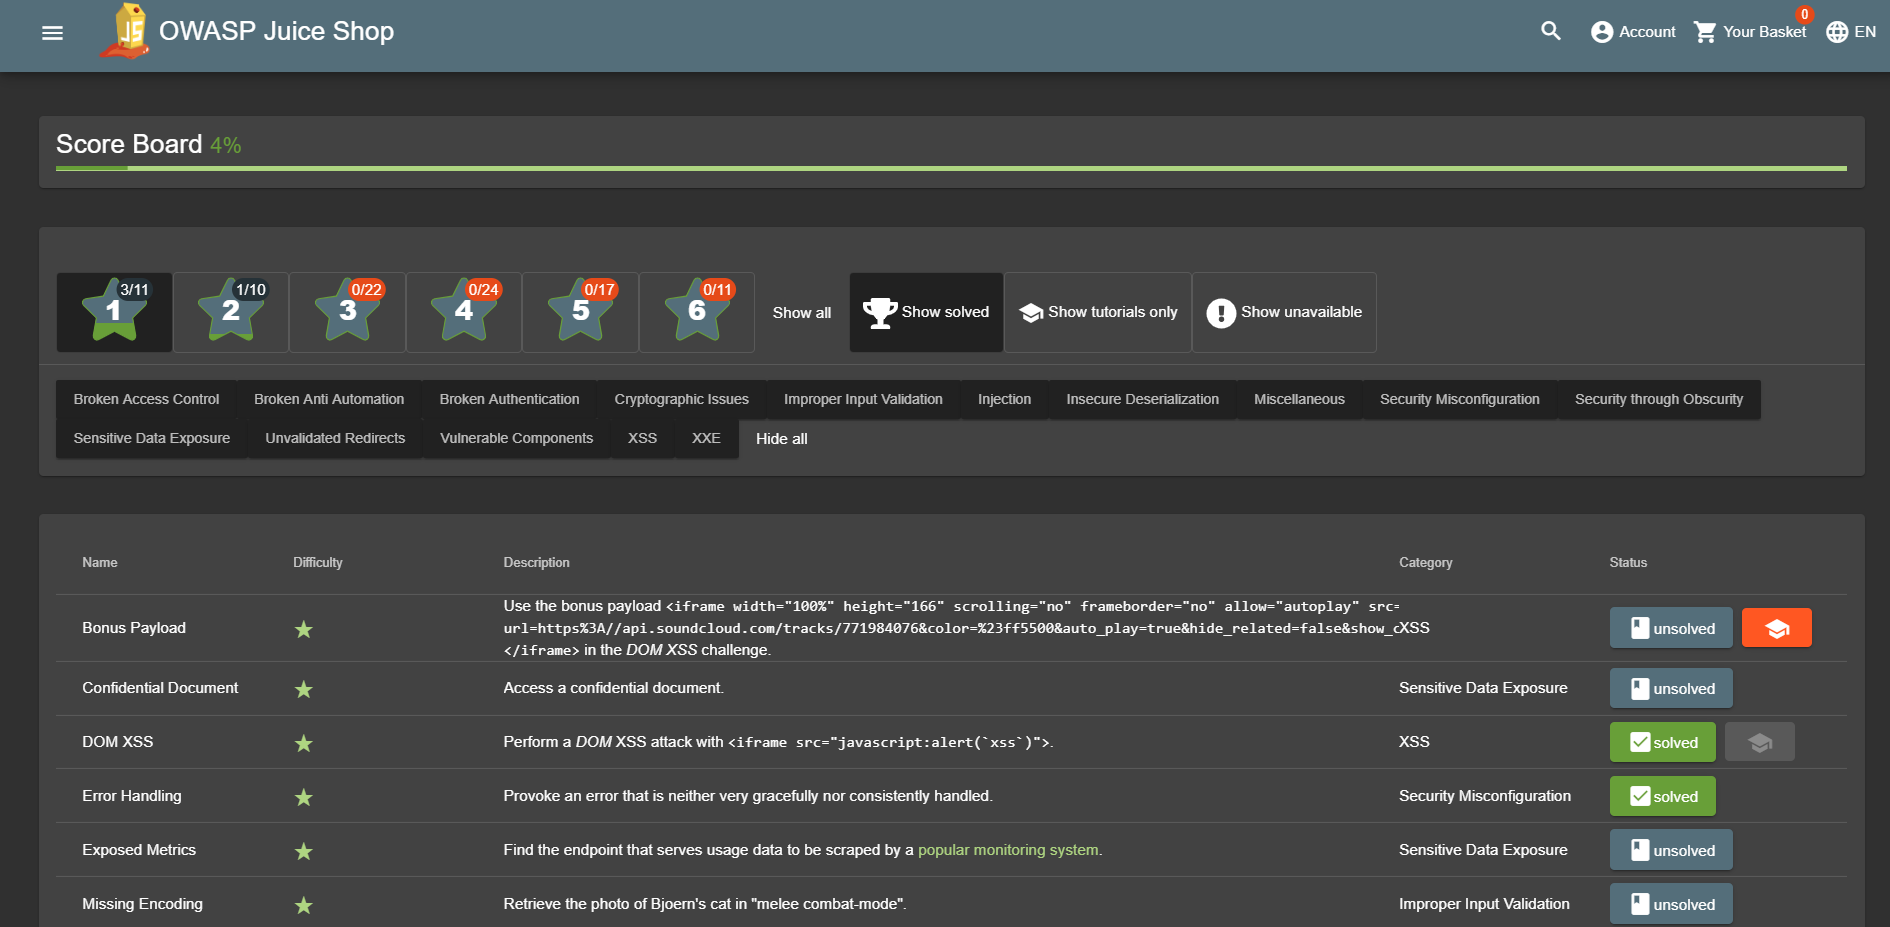 JS OWASP Juice Shop Account Your Basket 0 EN
Score Board 4%
1 3/11 2 1/10 3 0/22 4 0/24 5 0/17 6 0/11 Show all Show solved Show tutorials only Show unavailable
Broken Access Control Broken Anti Automation Broken Authentication Cryptographic Issues Improper Input Validation Injection Insecure Deserialization Miscellaneous Security Misconfiguration Security through Obscurity
Sensitive Data Exposure Unvalidated Redirects Vulnerable Components XSS XXE Hide all
Name Difficulty Description Category Status
Use the bonus payload <iframe width="100%" height="166" scrolling="no" frameborder="no" allow="autoplay" src=
Bonus Payload url=https%3A//api.soundcloud.com/tracks/771984076&color=%23ff5500&auto_play=true&hide_related=false&show_c XSS unsolved
</iframe> in the DOM XSS challenge.
Confidential Document Access a confidential document. Sensitive Data Exposure unsolved
DOM XSS Perform a DOM XSS attack with <iframe src="javascript:alert(`xss`)">. XSS solved
Error Handling Provoke an error that is neither very gracefully nor consistently handled. Security Misconfiguration solved
Exposed Metrics Find the endpoint that serves usage data to be scraped by a popular monitoring system. Sensitive Data Exposure unsolved
Missing Encoding Retrieve the photo of Bjoern's cat in "melee combat-mode". Improper Input Validation unsolved